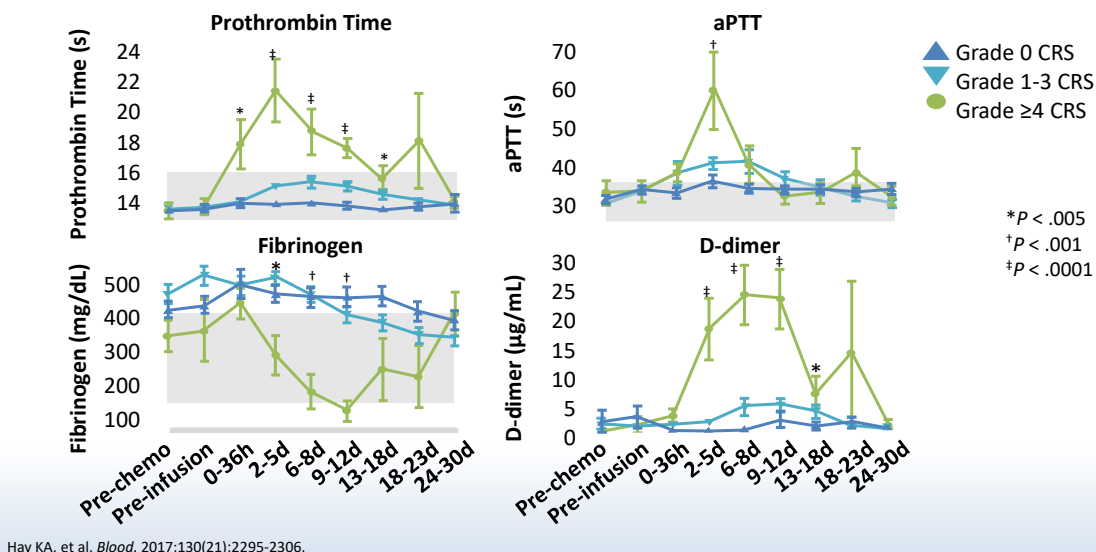 Prothrombin Time
Prothrombin Time (s)
24
22
20
18
16
14
*
‡
‡
‡
*
aPTT
aPTT (s)
70
60
50
40
30
†
Grade 0 CRS
Grade 1-3 CRS
Grade ≥4 CRS
Fibrinogen
Fibrinogen (mg/dL)
500
400
300
200
100
*
†
†
Pre-chemo
Pre-infusion
0-36h
2-5d
6-8d
9-12d
13-18d
18-23d
24-30d
D-dimer
D-dimer (µg/mL)
30
25
20
15
10
5
0
‡
‡
‡
*
Pre-chemo
Pre-infusion
0-36h
2-5d
6-8d
9-12d
13-18d
18-23d
24-30d
*P < .005
†P < .001
‡P < .0001
Hay KA, et al. Blood. 2017;130(21):2295-2306.